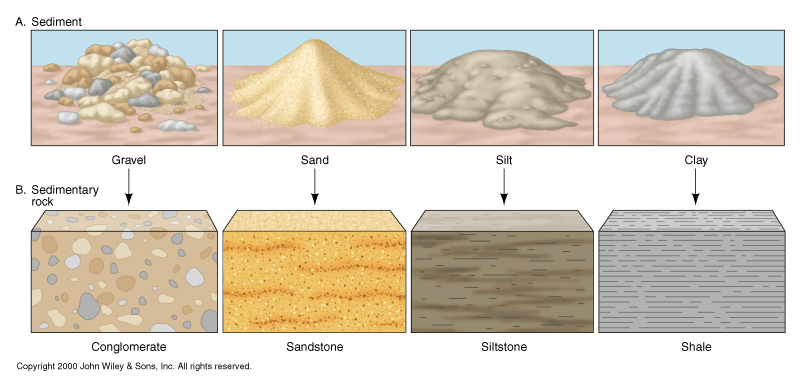 A. Sediment
Gravel
Sand
Silt
Clay
B. Sedimentary
rock
Conglomerate
Sandstone
Siltstone
Shale
Copyright 2000 John Wiley & Sons, Inc. All rights reserved.